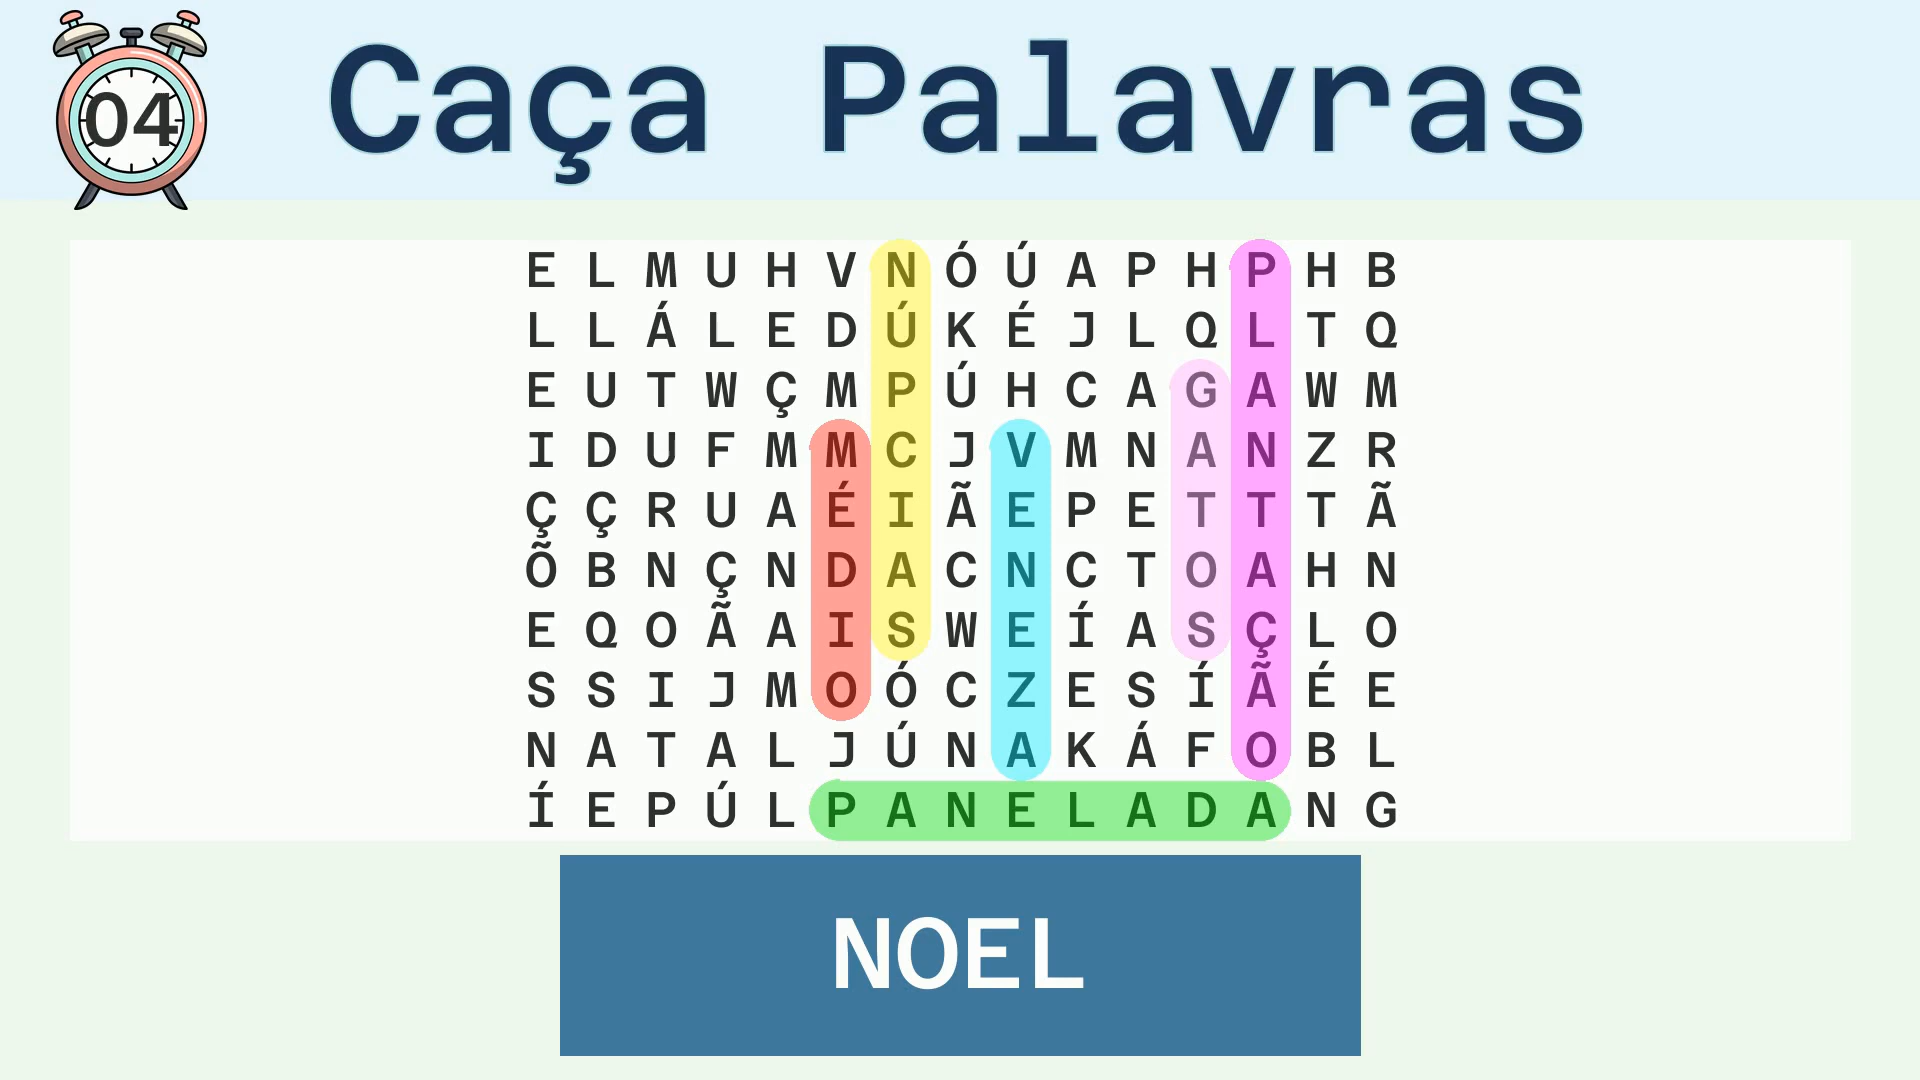 04
Caça Palavras
E L M U H V N Ó Ú A P H P H B
L L Á L E D Ú K É J L Q L T Q
E U T W Ç M P Ú H C A G A W M
I D U F M M C J V M N A N Z R
Ç Ç R U A É I Ã E P E T T T Ã
Õ B N Ç N D A C N C T O A H N
E Q O Ã A I S W E Í A S Ç L O
S S I J M O Ó C Z E S Í Ã É E
N A T A L J Ú N A K Á F O B L
Í E P Ú L P A N E L A D A N G
NOEL